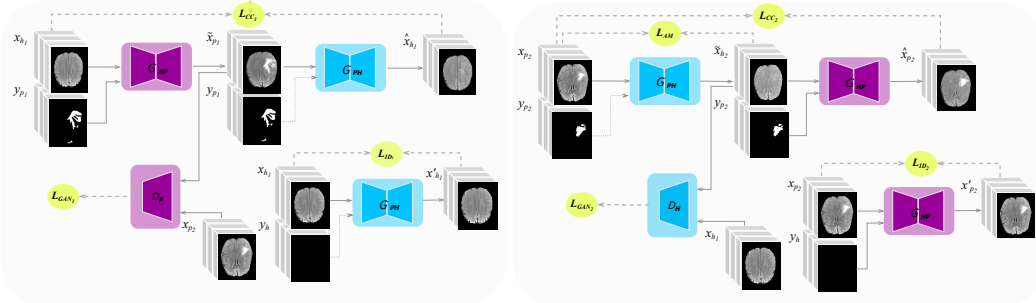 L_CC1
x_h1
x̃_p1
x̂_h1
G_HP
G_PH
y_p1
y_p1
D_P
L_GAN1
x_p2
L_ID1
x_h1
x'_h1
G_PH
y_h
L_CC2
L_AM
x_p2
x̃_h2
x̂_p2
G_PH
G_HP
y_p2
y_p2
D_H
L_GAN2
x_h1
L_ID2
x_p2
x'_p2
G_HP
y_h